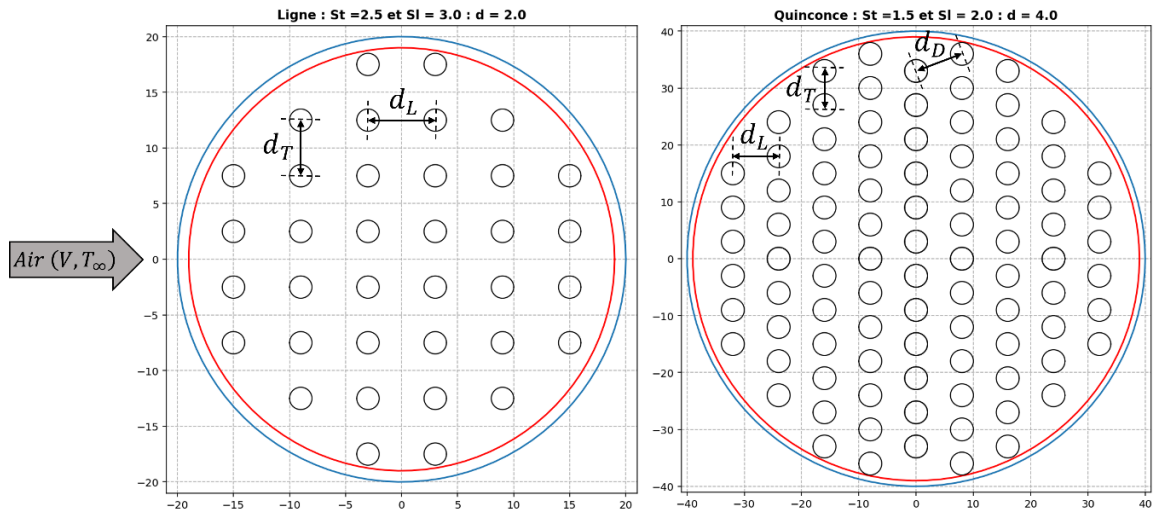 Ligne : St =2.5 et Sl = 3.0 : d = 2.0
20
15
10
5
0
−5
−10
−15
−20
−20 −15 −10 −5 0 5 10 15 20
d_L
d_T
Air (V, T_∞)
Quinconce : St =1.5 et Sl = 2.0 : d = 4.0
40
30
20
10
0
−10
−20
−30
−40
−40 −30 −20 −10 0 10 20 30 40
d_D
d_T
d_L